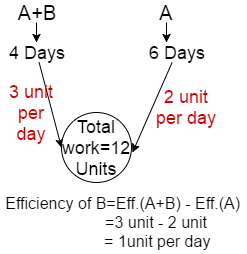 A+B A
4 Days 6 Days
3 unit
per
day
2 unit
per day
Total
work=12
Units
Efficiency of B=Eff.(A+B) - Eff.(A)
=3 unit - 2 unit
= 1unit per day